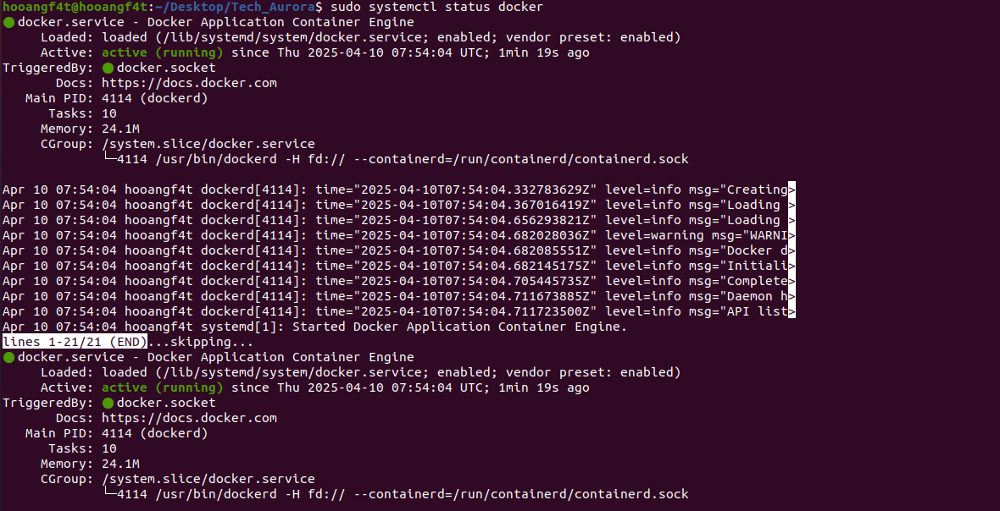 hooangf4t@hooangf4t:~/Desktop/Tech_Aurora$ sudo systemctl status docker
● docker.service - Docker Application Container Engine
     Loaded: loaded (/lib/systemd/system/docker.service; enabled; vendor preset: enabled)
     Active: active (running) since Thu 2025-04-10 07:54:04 UTC; 1min 19s ago
TriggeredBy: ● docker.socket
       Docs: https://docs.docker.com
   Main PID: 4114 (dockerd)
      Tasks: 10
     Memory: 24.1M
     CGroup: /system.slice/docker.service
             └─4114 /usr/bin/dockerd -H fd:// --containerd=/run/containerd/containerd.sock

Apr 10 07:54:04 hooangf4t dockerd[4114]: time="2025-04-10T07:54:04.332783629Z" level=info msg="Creating>
Apr 10 07:54:04 hooangf4t dockerd[4114]: time="2025-04-10T07:54:04.367016419Z" level=info msg="Loading >
Apr 10 07:54:04 hooangf4t dockerd[4114]: time="2025-04-10T07:54:04.656293821Z" level=info msg="Loading >
Apr 10 07:54:04 hooangf4t dockerd[4114]: time="2025-04-10T07:54:04.682028036Z" level=warning msg="WARNI>
Apr 10 07:54:04 hooangf4t dockerd[4114]: time="2025-04-10T07:54:04.682085551Z" level=info msg="Docker d>
Apr 10 07:54:04 hooangf4t dockerd[4114]: time="2025-04-10T07:54:04.682145175Z" level=info msg="Initiali>
Apr 10 07:54:04 hooangf4t dockerd[4114]: time="2025-04-10T07:54:04.705445735Z" level=info msg="Complete>
Apr 10 07:54:04 hooangf4t dockerd[4114]: time="2025-04-10T07:54:04.711673885Z" level=info msg="Daemon h>
Apr 10 07:54:04 hooangf4t dockerd[4114]: time="2025-04-10T07:54:04.711723500Z" level=info msg="API list>
Apr 10 07:54:04 hooangf4t systemd[1]: Started Docker Application Container Engine.
lines 1-21/21 (END)...skipping...
● docker.service - Docker Application Container Engine
     Loaded: loaded (/lib/systemd/system/docker.service; enabled; vendor preset: enabled)
     Active: active (running) since Thu 2025-04-10 07:54:04 UTC; 1min 19s ago
TriggeredBy: ● docker.socket
       Docs: https://docs.docker.com
   Main PID: 4114 (dockerd)
      Tasks: 10
     Memory: 24.1M
     CGroup: /system.slice/docker.service
             └─4114 /usr/bin/dockerd -H fd:// --containerd=/run/containerd/containerd.sock